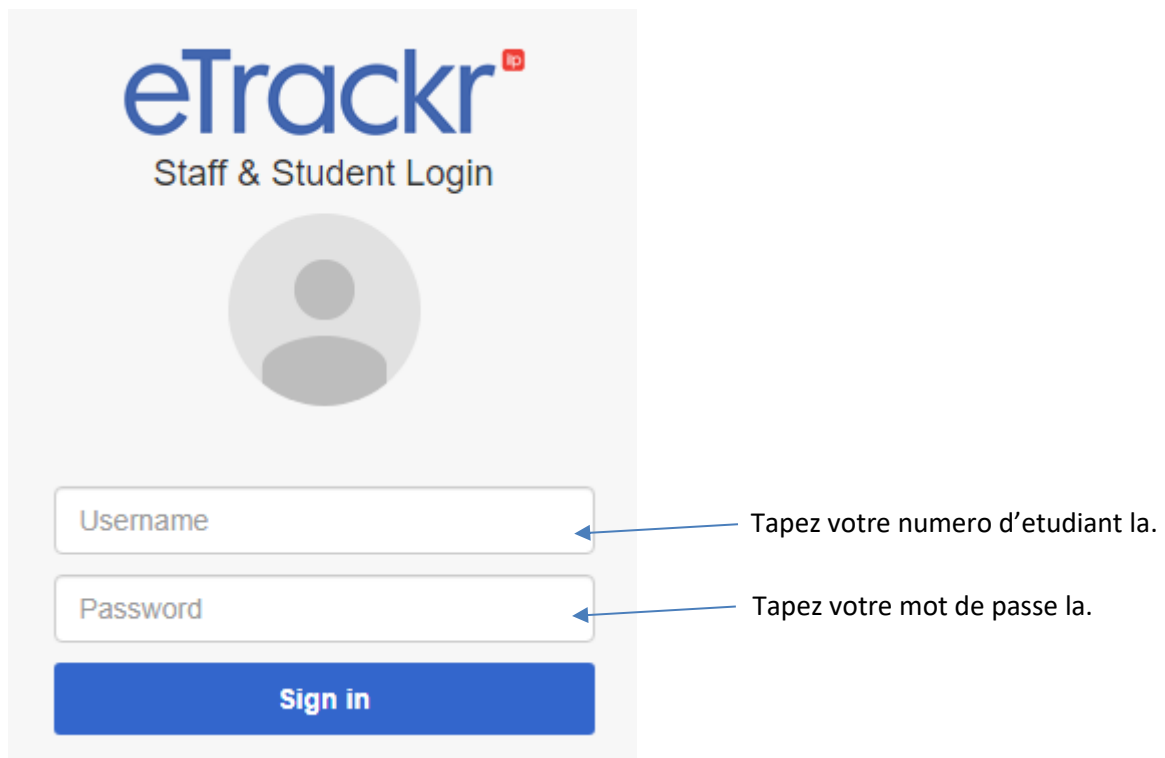 eTrackr ilp
Staff & Student Login
Username
Tapez votre numero d’etudiant la.
Password
Tapez votre mot de passe la.
Sign in